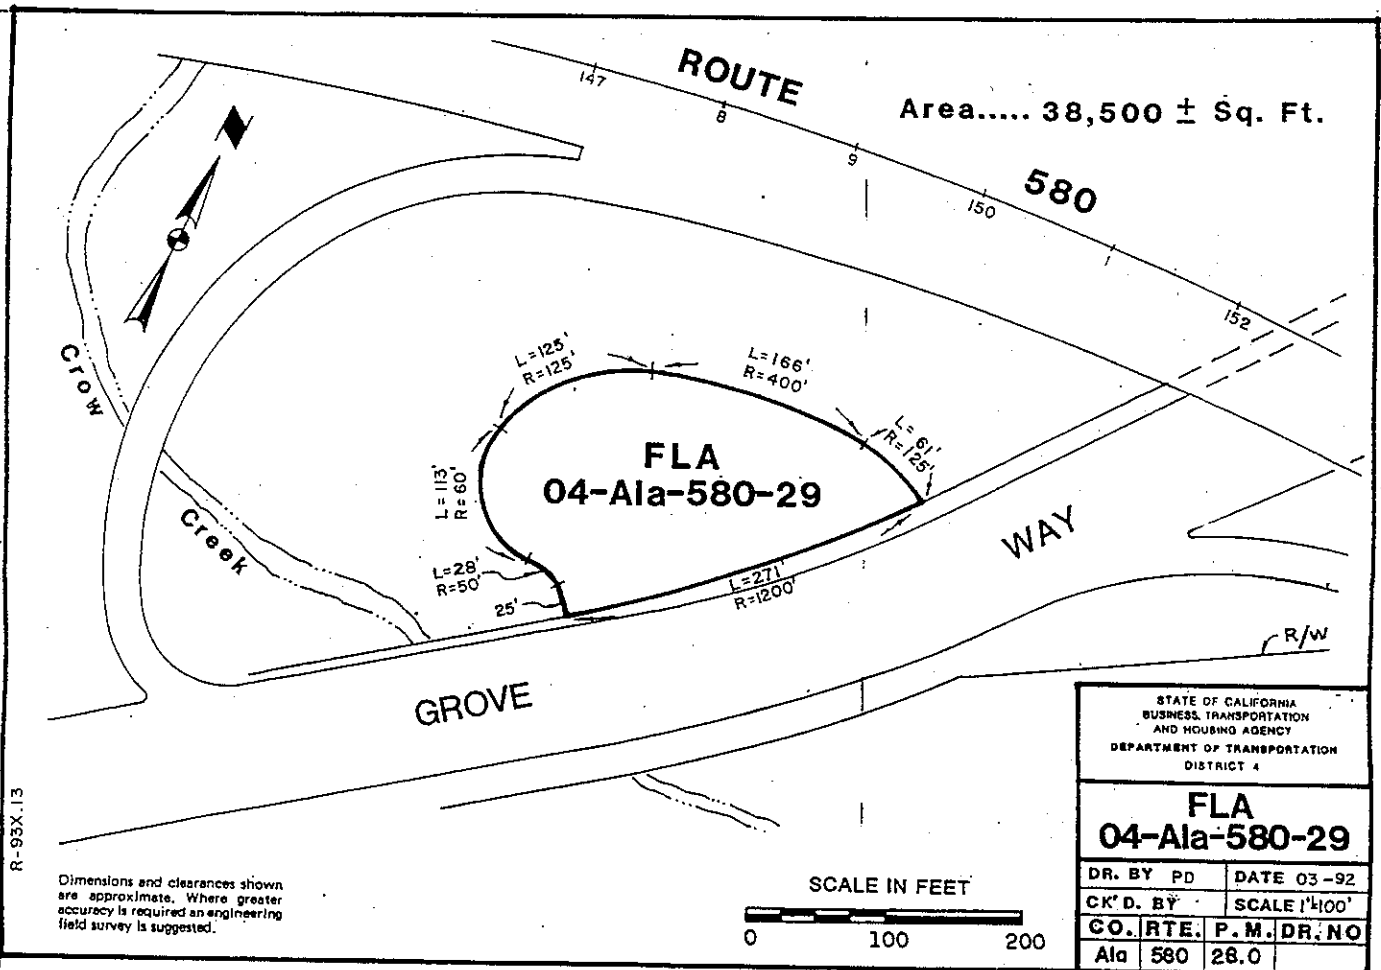 ROUTE
147
8
9
150
1
152
Area..... 38,500 ± Sq. Ft.
580
Crow
Creek
L=125'
R=125'
L=166'
R=400'
L=61'
R=125'
L=113'
R=60'
FLA
04-Ala-580-29
L=28'
R=50'
25'
L=271'
R=1200'
GROVE
WAY
R/W
R-93X.13
Dimensions and clearances shown
are approximate. Where greater
accuracy is required an engineering
field survey is suggested.
SCALE IN FEET
0 100 200
STATE OF CALIFORNIA
BUSINESS, TRANSPORTATION
AND HOUSING AGENCY
DEPARTMENT OF TRANSPORTATION
DISTRICT 4
FLA
04-Ala-580-29
DR. BY PD DATE 03-92
CK'D. BY SCALE 1"=100'
CO. RTE. P.M. DR. NO
Ala 580 28.0